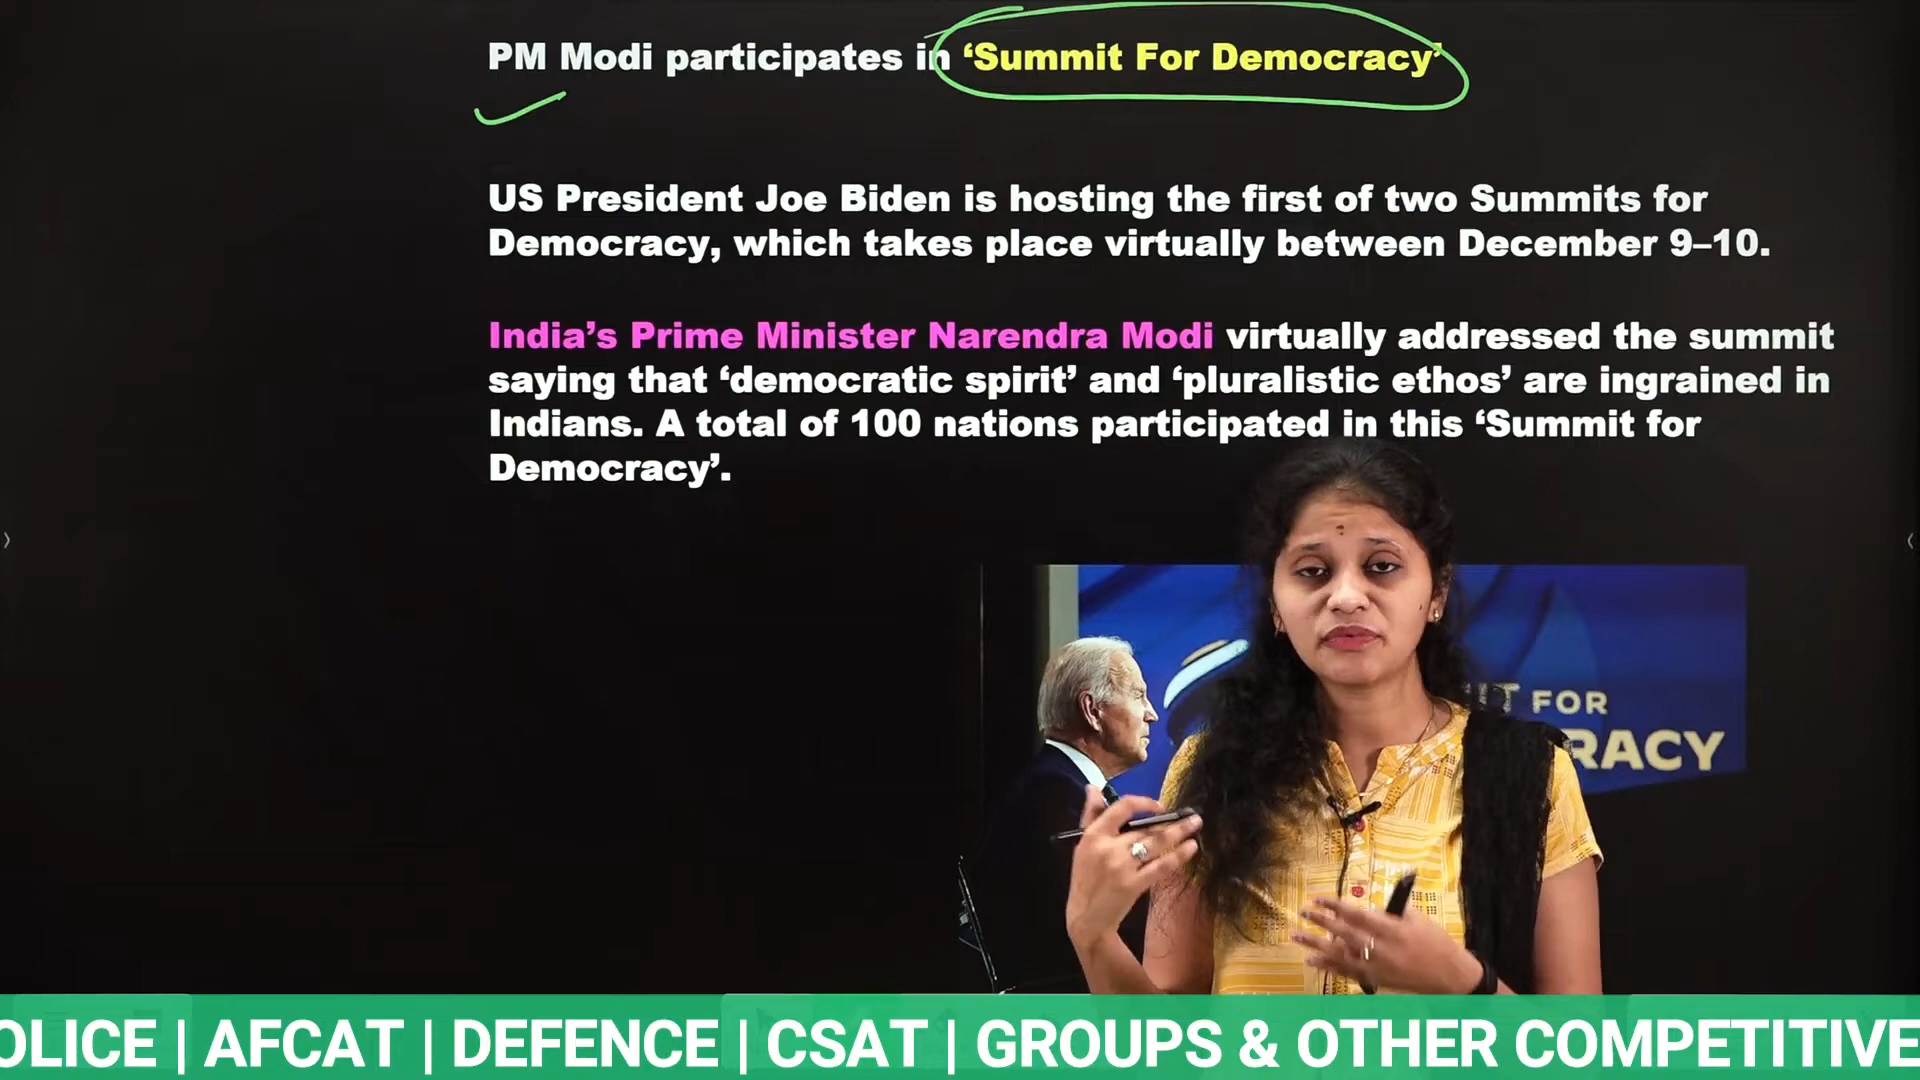 PM Modi participates in ‘Summit For Democracy’
US President Joe Biden is hosting the first of two Summits for
Democracy, which takes place virtually between December 9–10.
India’s Prime Minister Narendra Modi virtually addressed the summit
saying that ‘democratic spirit’ and ‘pluralistic ethos’ are ingrained in
Indians. A total of 100 nations participated in this ‘Summit for
Democracy’.
FOR
RACY
OLICE | AFCAT | DEFENCE | CSAT | GROUPS & OTHER COMPETITIVE